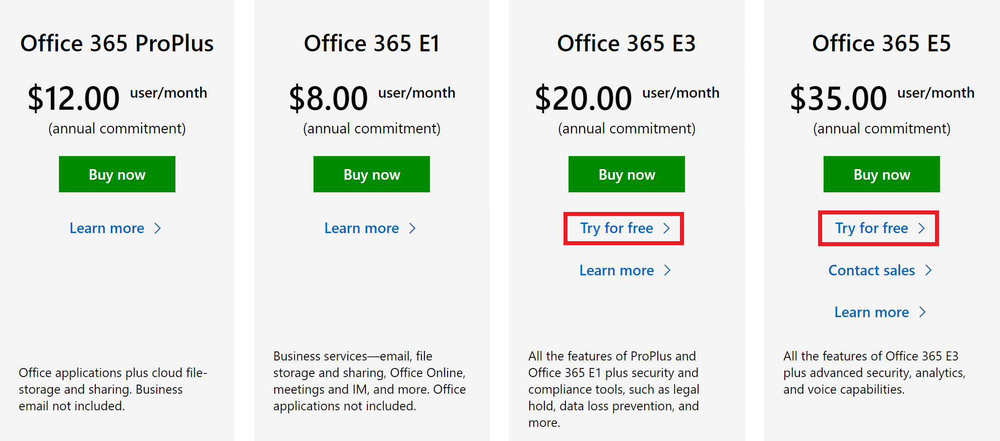 Office 365 ProPlus
$12.00 user/month
(annual commitment)
Buy now
Learn more
Office applications plus cloud file-
storage and sharing. Business
email not included.
Office 365 E1
$8.00 user/month
(annual commitment)
Buy now
Learn more
Business services—email, file
storage and sharing, Office Online,
meetings and IM, and more. Office
applications not included.
Office 365 E3
$20.00 user/month
(annual commitment)
Buy now
Try for free
Learn more
All the features of ProPlus and
Office 365 E1 plus security and
compliance tools, such as legal
hold, data loss prevention, and
more.
Office 365 E5
$35.00 user/month
(annual commitment)
Buy now
Try for free
Contact sales
Learn more
All the features of Office 365 E3
plus advanced security, analytics,
and voice capabilities.